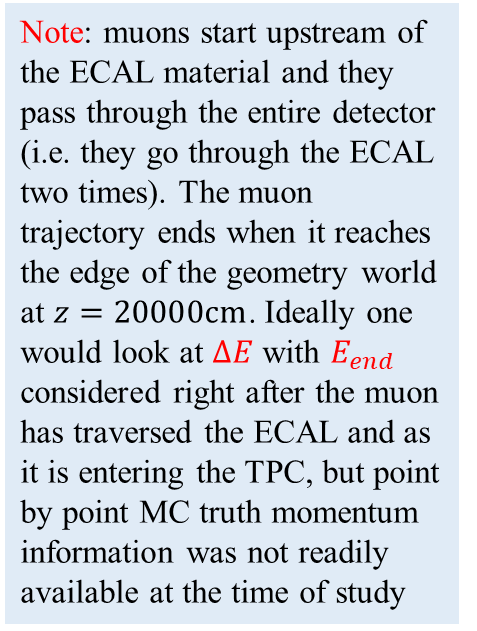 Note: muons start upstream of
the ECAL material and they
pass through the entire detector
(i.e. they go through the ECAL
two times). The muon
trajectory ends when it reaches
the edge of the geometry world
at z = 20000cm. Ideally one
would look at ΔE with E_end
considered right after the muon
has traversed the ECAL and as
it is entering the TPC, but point
by point MC truth momentum
information was not readily
available at the time of study